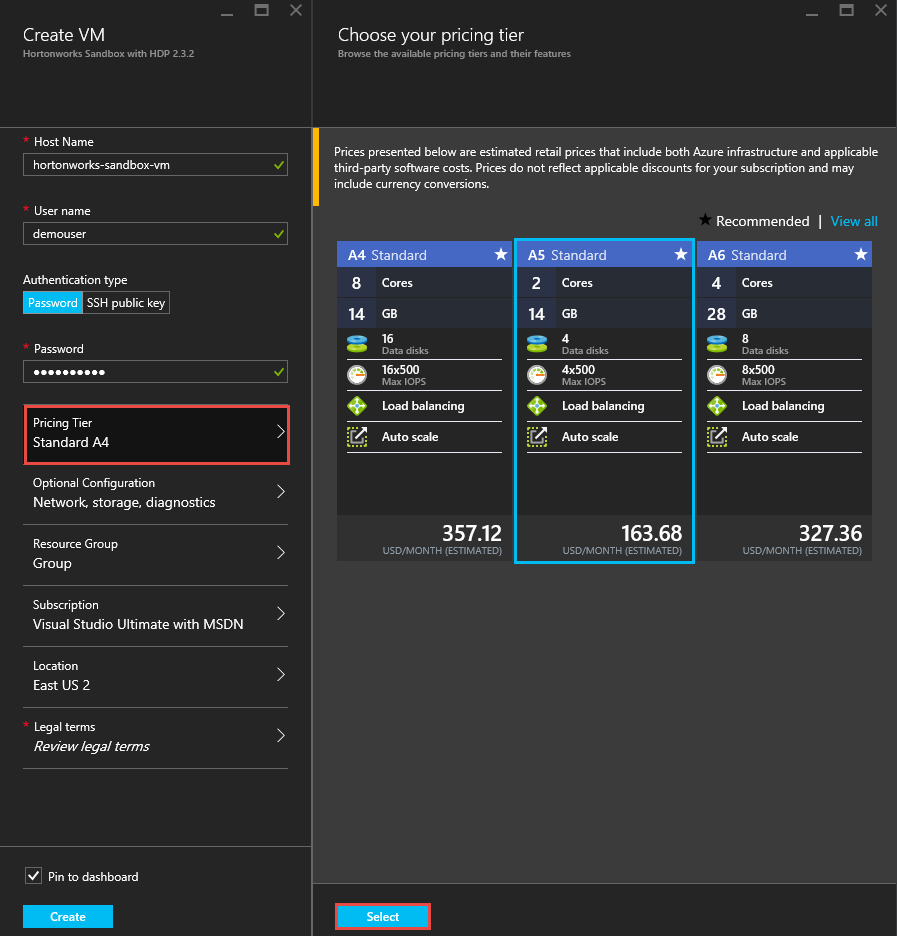 Create VM
Hortonworks Sandbox with HDP 2.3.2
* Host Name
hortonworks-sandbox-vm
* User name
demouser
Authentication type
Password SSH public key
* Password
Pricing Tier
Standard A4
Optional Configuration
Network, storage, diagnostics
Resource Group
Group
Subscription
Visual Studio Ultimate with MSDN
Location
East US 2
* Legal terms
Review legal terms
Pin to dashboard
Create
Choose your pricing tier
Browse the available pricing tiers and their features
Prices presented below are estimated retail prices that include both Azure infrastructure and applicable
third-party software costs. Prices do not reflect applicable discounts for your subscription and may
include currency conversions.
★ Recommended | View all
A4 Standard
8 Cores
14 GB
16
Data disks
16x500
Max IOPS
Load balancing
Auto scale
357.12
USD/MONTH (ESTIMATED)
A5 Standard
2 Cores
14 GB
4
Data disks
4x500
Max IOPS
Load balancing
Auto scale
163.68
USD/MONTH (ESTIMATED)
A6 Standard
4 Cores
28 GB
8
Data disks
8x500
Max IOPS
Load balancing
Auto scale
327.36
USD/MONTH (ESTIMATED)
Select